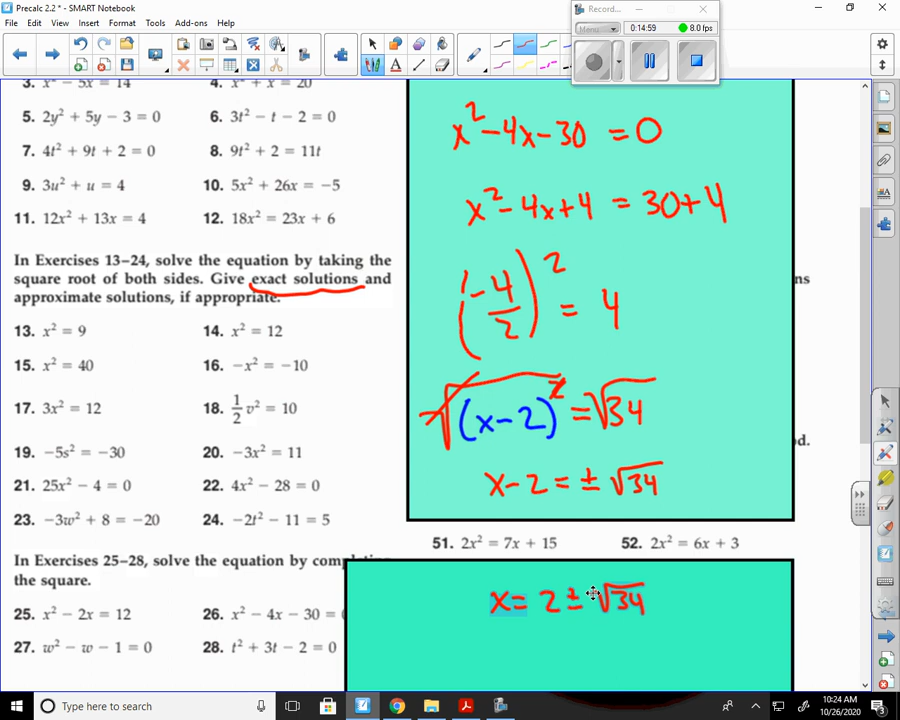 Precalc 2.2 * - SMART Notebook
File Edit View Insert Format Tools Add-ons Help
Record...
Menu
0:14:59
8.0 fps
3. x² − 5x = 14 4. x² + x = 20
5. 2y² + 5y − 3 = 0 6. 3t² − t − 2 = 0
7. 4t² + 9t + 2 = 0 8. 9t² + 2 = 11t
9. 3u² + u = 4 10. 5x² + 26x = −5
11. 12x² + 13x = 4 12. 18x² = 23x + 6
In Exercises 13–24, solve the equation by taking the
square root of both sides. Give exact solutions and
approximate solutions, if appropriate.
13. x² = 9 14. x² = 12
15. x² = 40 16. −x² = −10
17. 3x² = 12 18. 1/2 v² = 10
19. −5s² = −30 20. −3x² = 11
21. 25x² − 4 = 0 22. 4x² − 28 = 0
23. −3w² + 8 = −20 24. −2t² − 11 = 5
In Exercises 25–28, solve the equation by
the square.
25. x² − 2x = 12 26. x² − 4x − 30 =
27. w² − w − 1 = 0 28. t² + 3t − 2 = 0
x² − 4x − 30 = 0
x² − 4x + 4 = 30 + 4
(−4/2)² = 4
√(x − 2)² = √34
x − 2 = ± √34
51. 2x² = 7x + 15 52. 2x² = 6x + 3
x = 2 ± √34
Type here to search
10:24 AM
10/26/2020
3